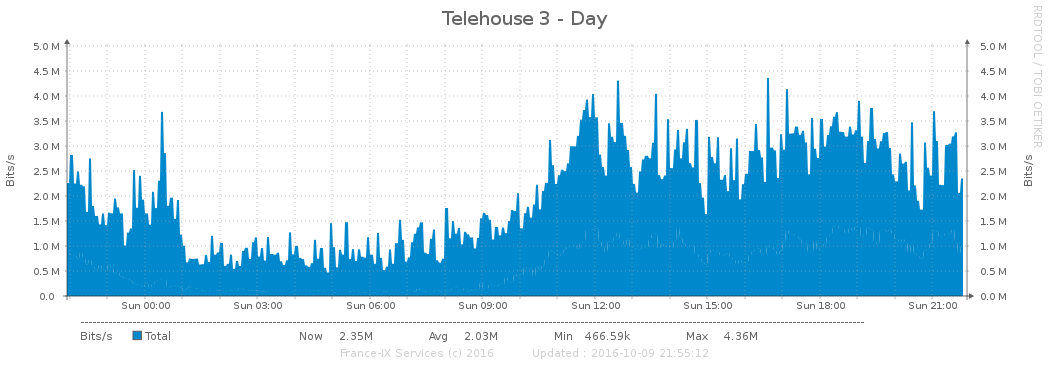 Telehouse 3 - Day
RRDTOOL / TOBI OETIKER
Bits/s
5.0 M
4.5 M
4.0 M
3.5 M
3.0 M
2.5 M
2.0 M
1.5 M
1.0 M
0.5 M
0.0
5.0 M
4.5 M
4.0 M
3.5 M
3.0 M
2.5 M
2.0 M
1.5 M
1.0 M
0.5 M
0.0 M
Bits/s
Sun 00:00 Sun 03:00 Sun 06:00 Sun 09:00 Sun 12:00 Sun 15:00 Sun 18:00 Sun 21:00
Bits/s Total Now 2.35M Avg 2.03M Min 466.59k Max 4.36M
France-IX Services (c) 2016 Updated : 2016-10-09 21:55:12